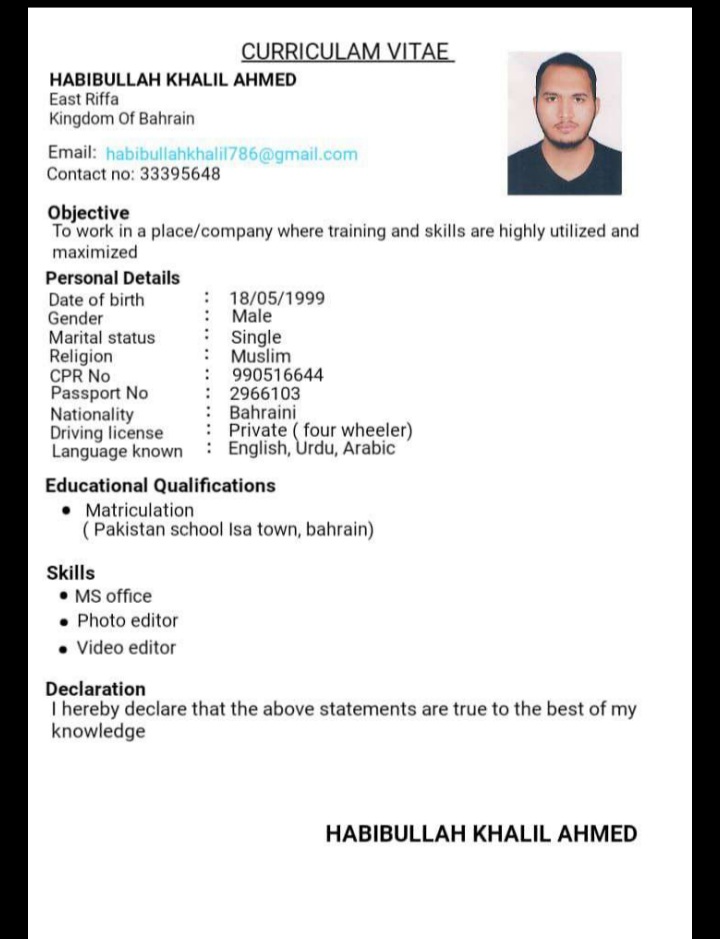 CURRICULAM VITAE
HABIBULLAH KHALIL AHMED
East Riffa
Kingdom Of Bahrain
Email: habibullahkhalil786@gmail.com
Contact no: 33395648
Objective
To work in a place/company where training and skills are highly utilized and
maximized
Personal Details
Date of birth : 18/05/1999
Gender : Male
Marital status : Single
Religion : Muslim
CPR No : 990516644
Passport No : 2966103
Nationality : Bahraini
Driving license : Private ( four wheeler)
Language known : English, Urdu, Arabic
Educational Qualifications
• Matriculation
( Pakistan school Isa town, bahrain)
Skills
• MS office
• Photo editor
• Video editor
Declaration
I hereby declare that the above statements are true to the best of my
knowledge
HABIBULLAH KHALIL AHMED